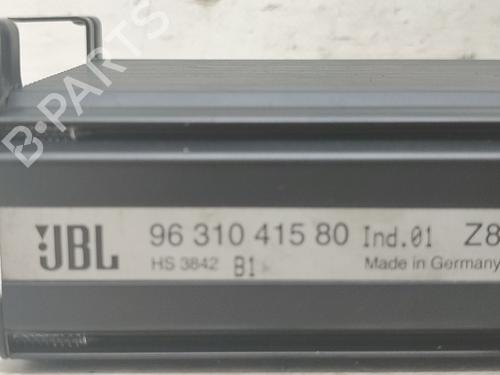 B-PARTS
JBL 96 310 415 80 Ind.01 Z8
HS 3842 B1 Made in Germany